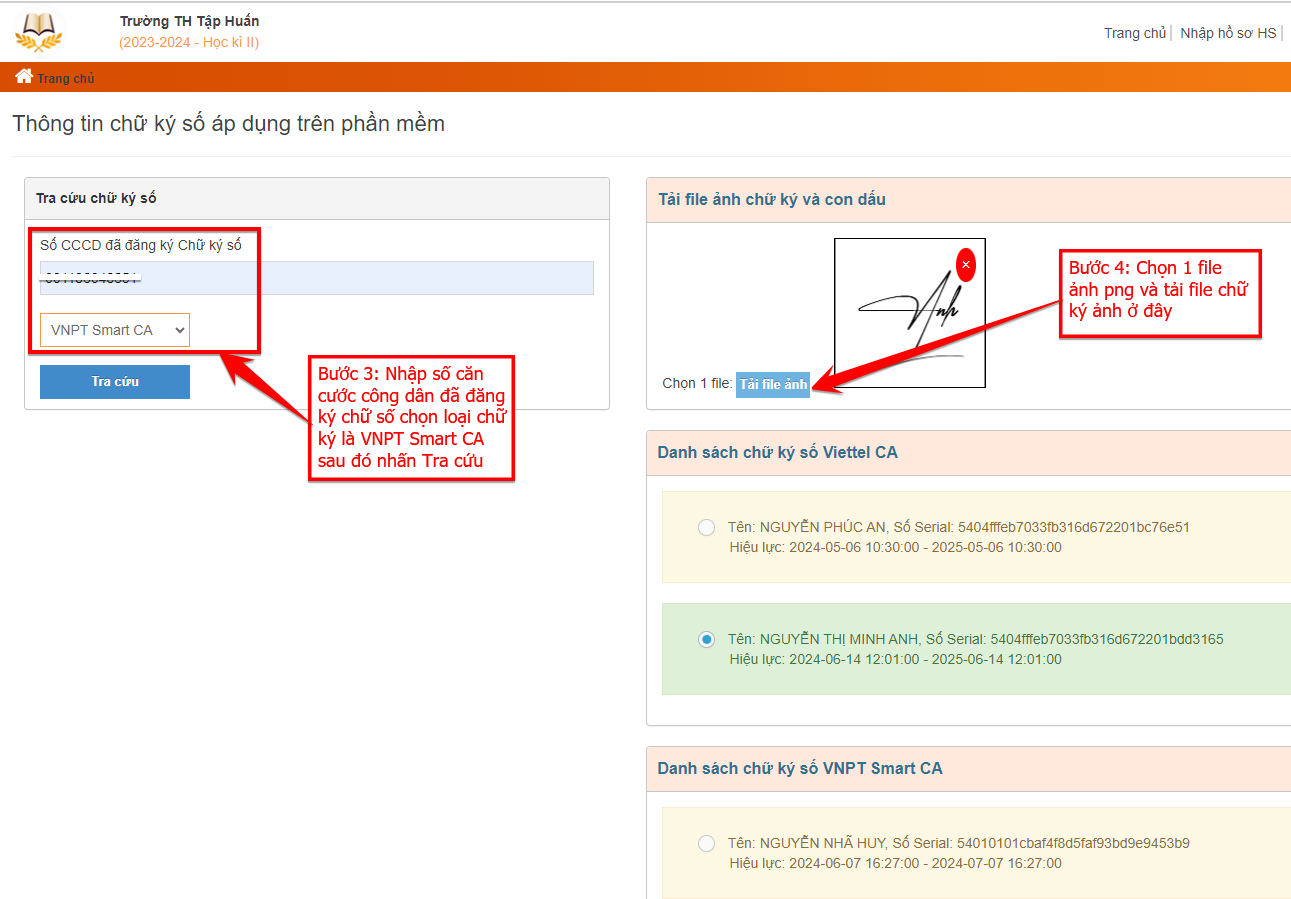 Trường TH Tập Huấn
(2023-2024 - Học kì II)
Trang chủ| Nhập hồ sơ HS|
Trang chủ
Thông tin chữ ký số áp dụng trên phần mềm
Tra cứu chữ ký số
Số CCCD đã đăng ký Chữ ký số
VNPT Smart CA
Tra cứu
Bước 3: Nhập số căn
cước công dân đã đăng
ký chữ số chọn loại chữ
ký là VNPT Smart CA
sau đó nhấn Tra cứu
Tải file ảnh chữ ký và con dấu
Anh
Chọn 1 file: Tải file ảnh
Bước 4: Chọn 1 file
ảnh png và tải file chữ
ký ảnh ở đây
Danh sách chữ ký số Viettel CA
Tên: NGUYỄN PHÚC AN, Số Serial: 5404fffeb7033fb316d672201bc76e51
Hiệu lực: 2024-05-06 10:30:00 - 2025-05-06 10:30:00
Tên: NGUYỄN THỊ MINH ANH, Số Serial: 5404fffeb7033fb316d672201bdd3165
Hiệu lực: 2024-06-14 12:01:00 - 2025-06-14 12:01:00
Danh sách chữ ký số VNPT Smart CA
Tên: NGUYỄN NHÃ HUY, Số Serial: 54010101cbaf4f8d5faf93bd9e9453b9
Hiệu lực: 2024-06-07 16:27:00 - 2024-07-07 16:27:00